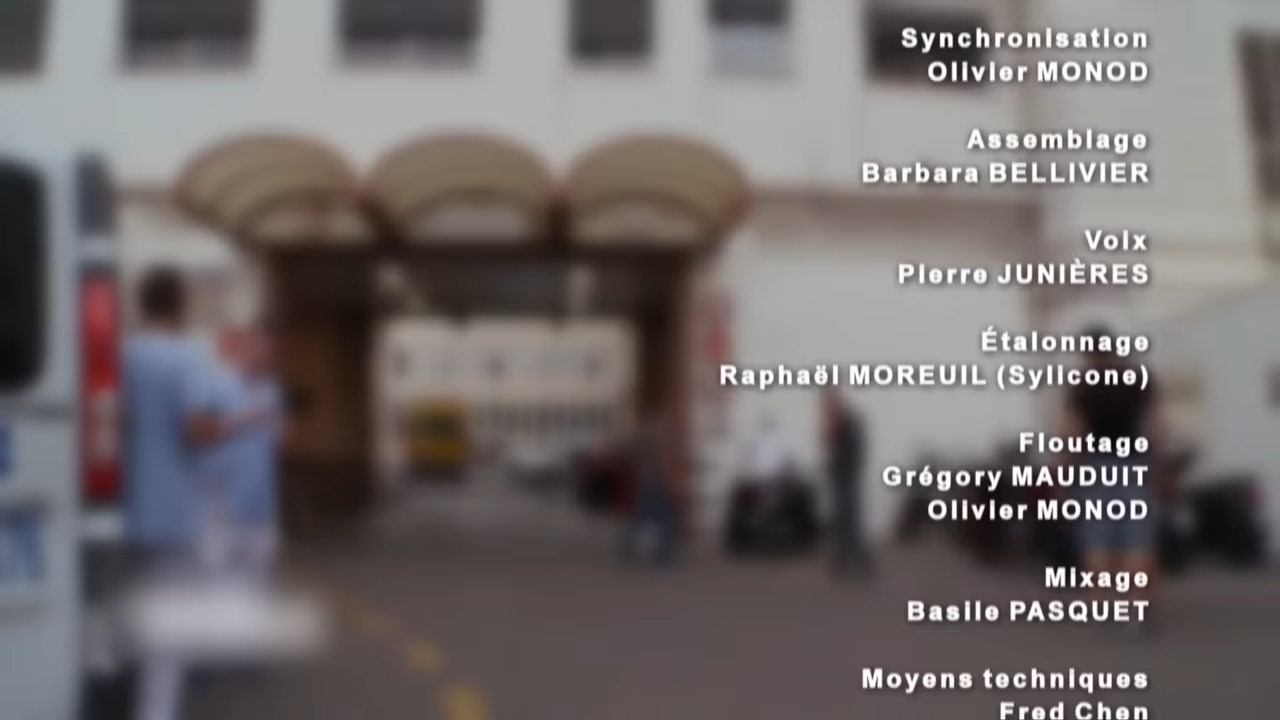 Synchronisation
Olivier MONOD
Assemblage
Barbara BELLIVIER
Voix
Pierre JUNIÈRES
Étalonnage
Raphaël MOREUIL (Sylicone)
Floutage
Grégory MAUDUIT
Olivier MONOD
Mixage
Basile PASQUET
Moyens techniques
Fred Chen